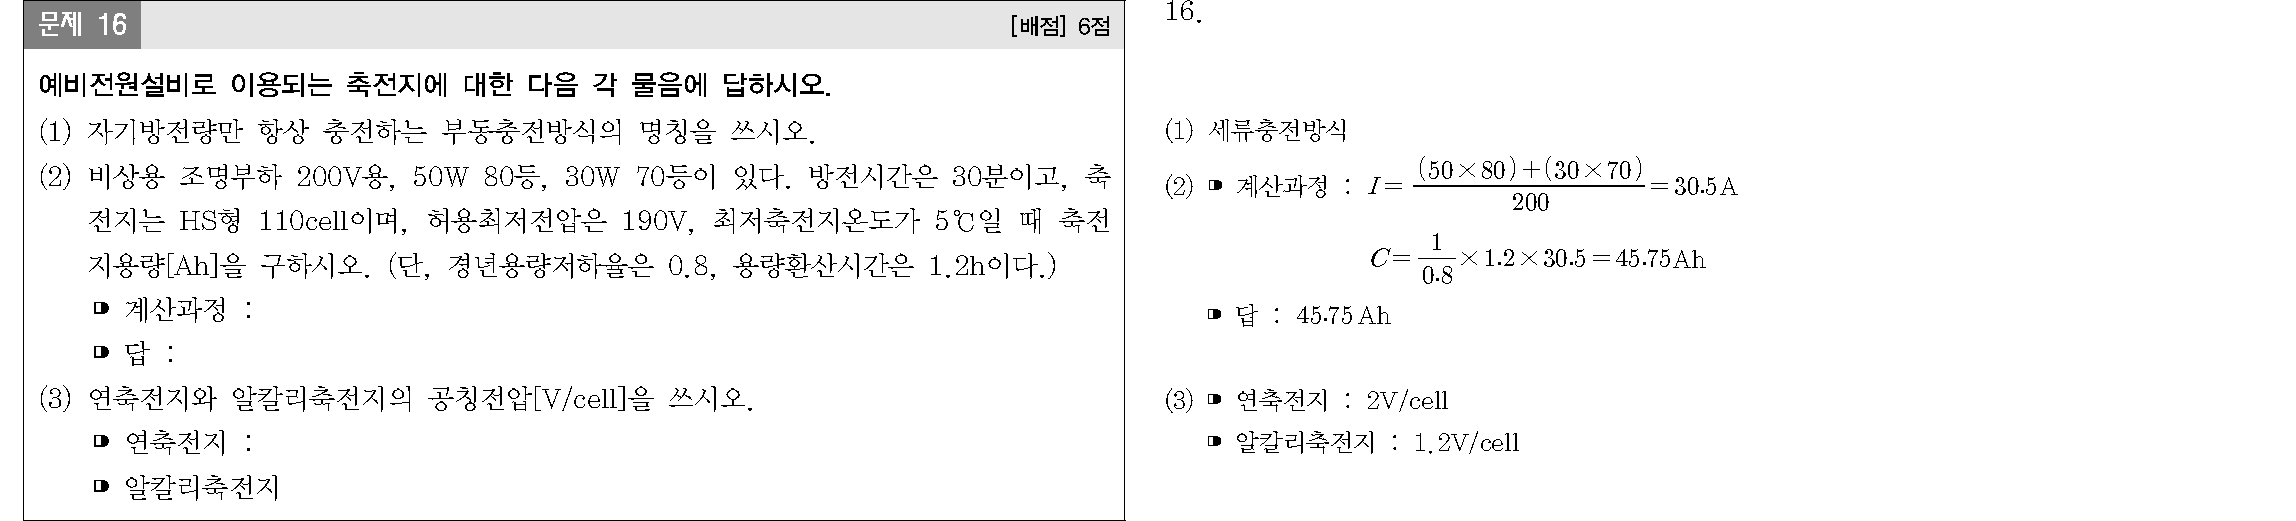 문제 16
[배점] 6점
예비전원설비로 이용되는 축전지에 대한 다음 각 물음에 답하시오.
(1) 자기방전량만 항상 충전하는 부동충전방식의 명칭을 쓰시오.
(2) 비상용 조명부하 200V용, 50W 80등, 30W 70등이 있다. 방전시간은 30분이고, 축
전지는 HS형 110cell이며, 허용최저전압은 190V, 최저축전지온도가 5℃일 때 축전
지용량[Ah]을 구하시오. (단, 경년용량저하율은 0.8, 용량환산시간은 1.2h이다.)
계산과정 :
답 :
(3) 연축전지와 알칼리축전지의 공칭전압[V/cell]을 쓰시오.
연축전지 :
알칼리축전지
16.
(1) 세류충전방식
(2) 계산과정 : I = \frac{(50×80)+(30×70)}{200} = 30.5A
C = \frac{1}{0.8} × 1.2 × 30.5 = 45.75Ah
답 : 45.75Ah
(3) 연축전지 : 2V/cell
알칼리축전지 : 1.2V/cell